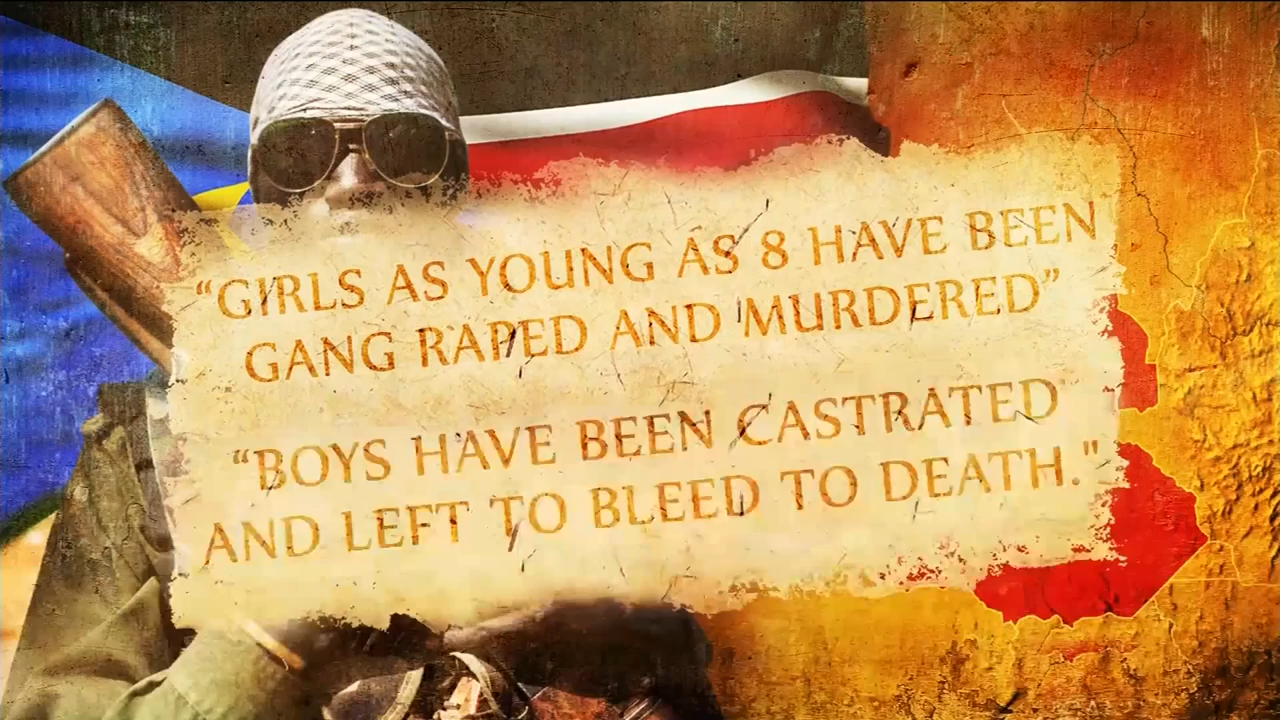 “GIRLS AS YOUNG AS 8 HAVE BEEN
GANG RAPED AND MURDERED”
“BOYS HAVE BEEN CASTRATED
AND LEFT TO BLEED TO DEATH."